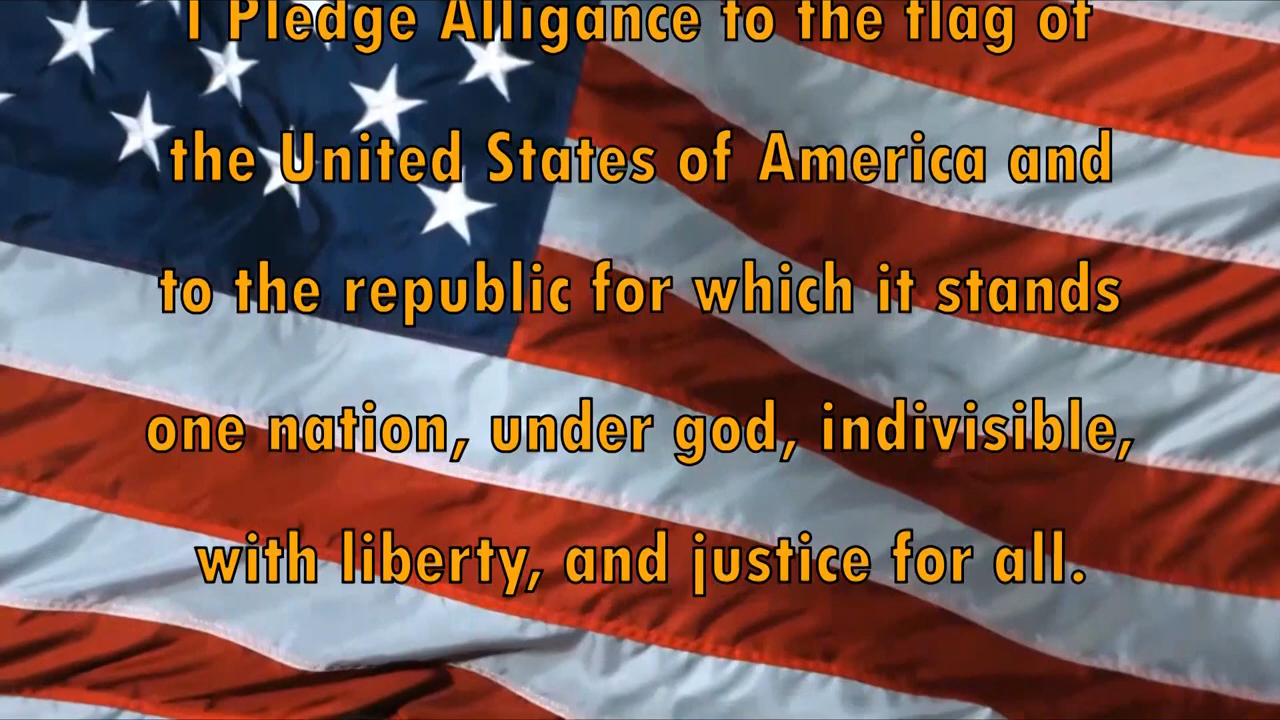 I Pledge Alligance to the flag of
the United States of America and
to the republic for which it stands
one nation, under god, indivisible,
with liberty, and justice for all.